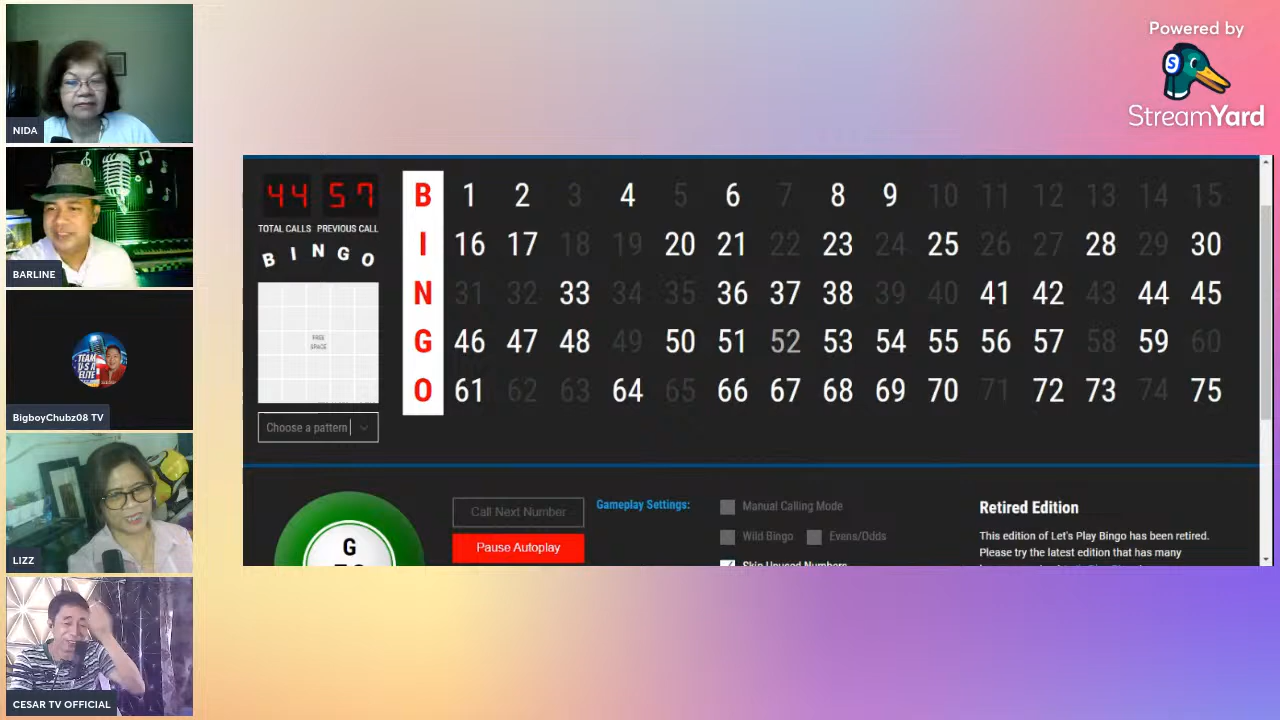 Powered by
StreamYard
NIDA
BARLINE
TEAM
U-S-A
ELITE
BigboyChubz08 TV
LIZZ
CESAR TV OFFICIAL
44 57
TOTAL CALLS PREVIOUS CALL
B I N G O
FREE
SPACE
Choose a pattern
B 1 2 3 4 5 6 7 8 9 10 11 12 13 14 15
I 16 17 18 19 20 21 22 23 24 25 26 27 28 29 30
N 31 32 33 34 35 36 37 38 39 40 41 42 43 44 45
G 46 47 48 49 50 51 52 53 54 55 56 57 58 59 60
O 61 62 63 64 65 66 67 68 69 70 71 72 73 74 75
G
Call Next Number
Pause Autoplay
Gameplay Settings:
Manual Calling Mode
Wild Bingo Evens/Odds
Skip Unused Numbers
Retired Edition
This edition of Let's Play Bingo has been retired.
Please try the latest edition that has many